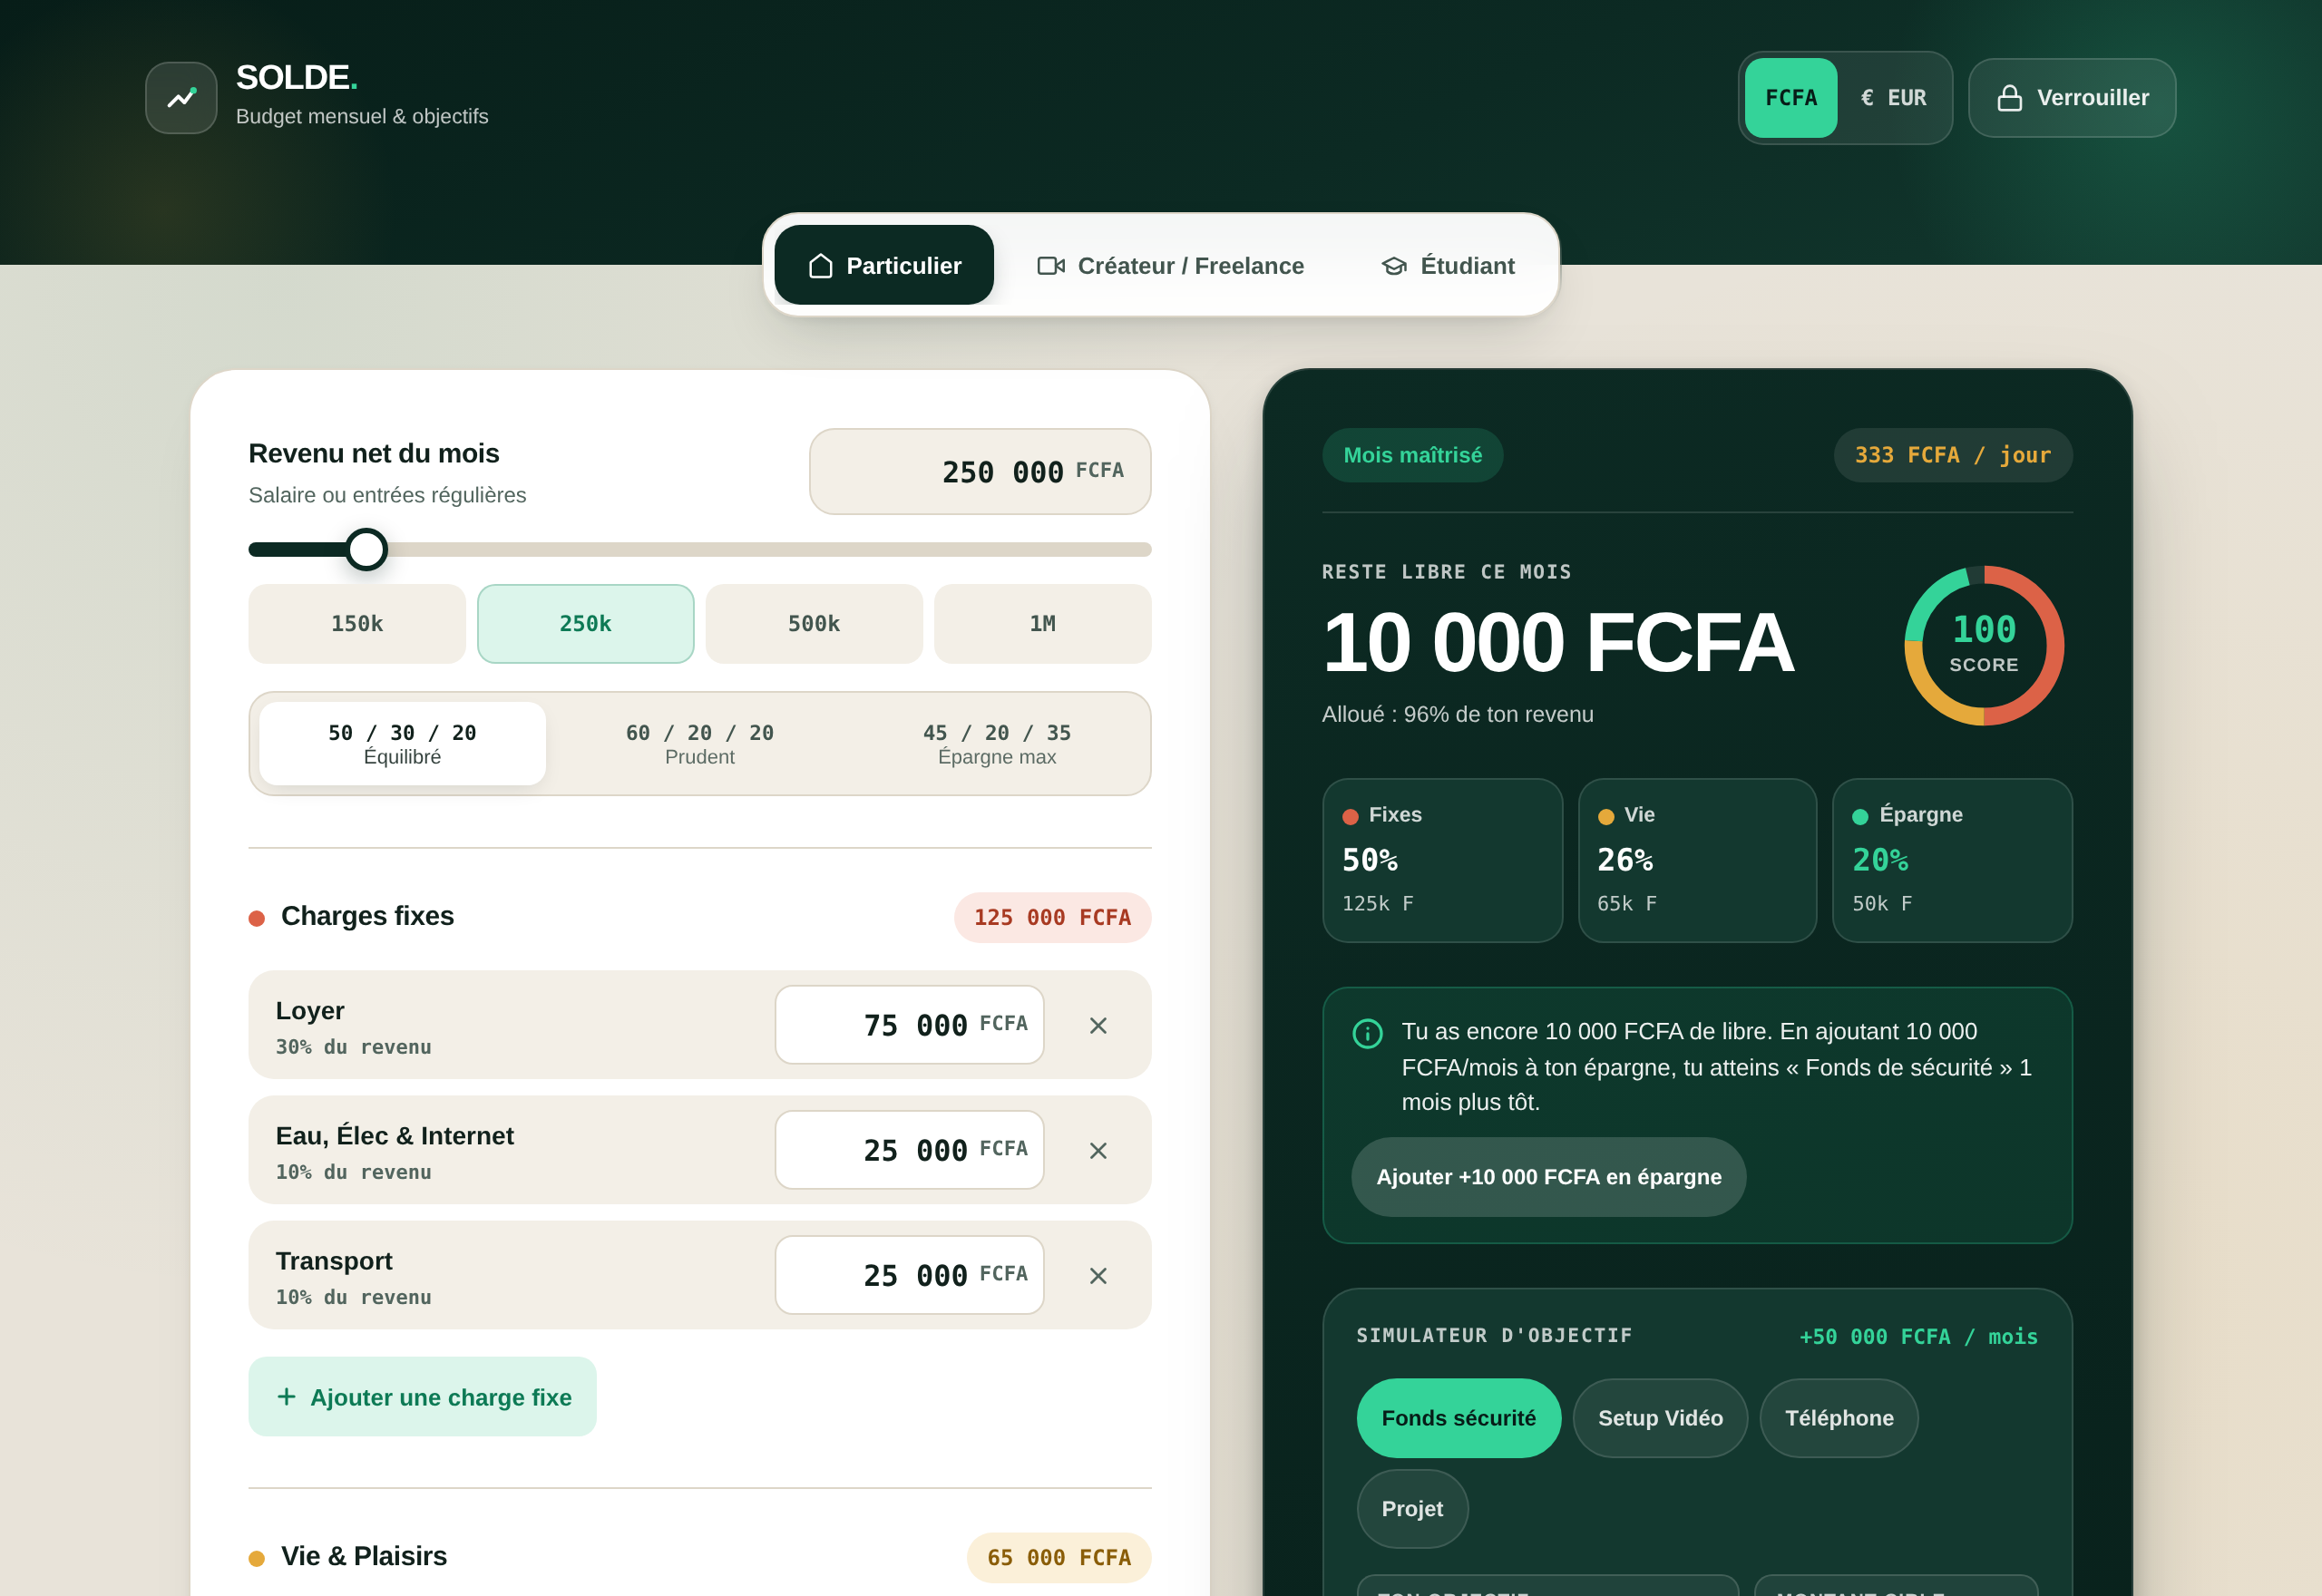 SOLDE.
Budget mensuel & objectifs
FCFA
€ EUR
Verrouiller
Particulier
Créateur / Freelance
Étudiant
Revenu net du mois
Salaire ou entrées régulières
250 000 FCFA
150k
250k
500k
1M
50 / 30 / 20
Équilibré
60 / 20 / 20
Prudent
45 / 20 / 35
Épargne max
Charges fixes
125 000 FCFA
Loyer
30% du revenu
75 000 FCFA
Eau, Élec & Internet
10% du revenu
25 000 FCFA
Transport
10% du revenu
25 000 FCFA
Ajouter une charge fixe
Vie & Plaisirs
65 000 FCFA
Mois maîtrisé
333 FCFA / jour
RESTE LIBRE CE MOIS
10 000 FCFA
Alloué : 96% de ton revenu
100
SCORE
Fixes
50%
125k F
Vie
26%
65k F
Épargne
20%
50k F
Tu as encore 10 000 FCFA de libre. En ajoutant 10 000
FCFA/mois à ton épargne, tu atteins « Fonds de sécurité » 1
mois plus tôt.
Ajouter +10 000 FCFA en épargne
SIMULATEUR D'OBJECTIF
+50 000 FCFA / mois
Fonds sécurité
Setup Vidéo
Téléphone
Projet